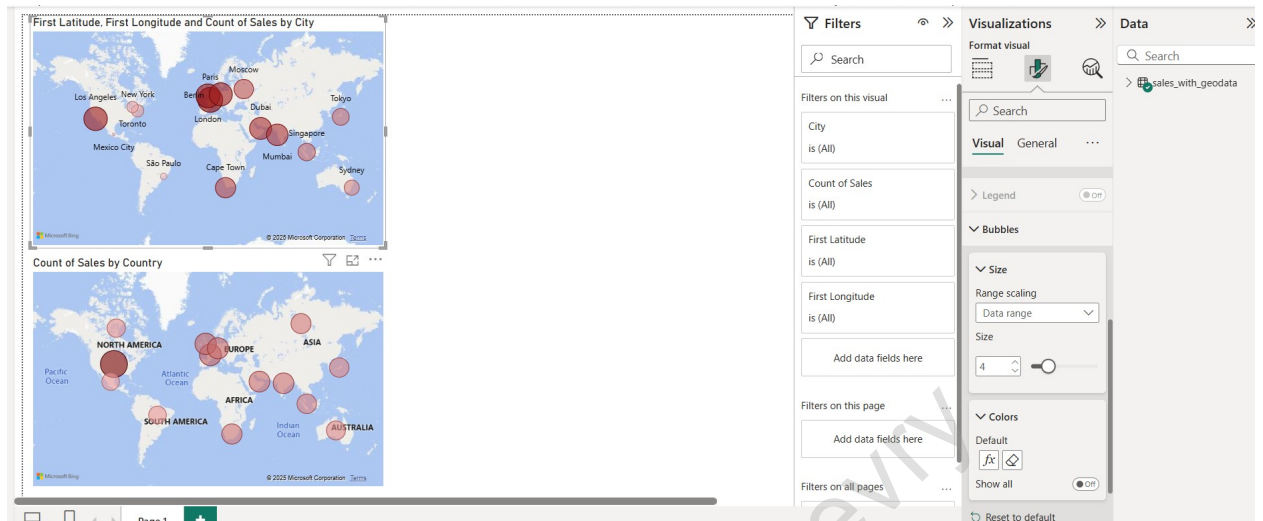 First Latitude, First Longitude and Count of Sales by City
Moscow
Paris
Los Angeles
New York
Berlin
Tokyo
Dubai
Toronto
London
Singapore
Mexico City
Mumbai
São Paulo
Cape Town
Sydney
Microsoft Bing
© 2025 Microsoft Corporation Terms
Count of Sales by Country
NORTH AMERICA
EUROPE
ASIA
Pacific
Ocean
Atlantic
Ocean
AFRICA
SOUTH AMERICA
Indian
Ocean
AUSTRALIA
Microsoft Bing
© 2025 Microsoft Corporation Terms
Page 1
Filters
Search
Filters on this visual
...
City
is (All)
Count of Sales
is (All)
First Latitude
is (All)
First Longitude
is (All)
Add data fields here
Filters on this page
...
Add data fields here
Filters on all pages
...
Visualizations
Format visual
Search
Visual General ...
Legend Off
Bubbles
Size
Range scaling
Data range
Size
4
Colors
Default
fx
Show all Off
Reset to default
Data
Search
sales_with_geodata